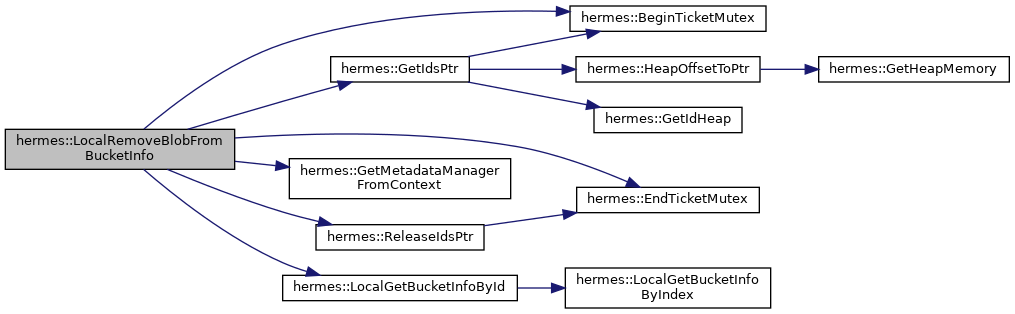 hermes::LocalRemoveBlobFrom
BucketInfo
hermes::BeginTicketMutex
hermes::GetIdsPtr
hermes::HeapOffsetToPtr
hermes::GetHeapMemory
hermes::GetIdHeap
hermes::GetMetadataManager
FromContext
hermes::EndTicketMutex
hermes::ReleaseIdsPtr
hermes::LocalGetBucketInfoById
hermes::LocalGetBucketInfo
ByIndex